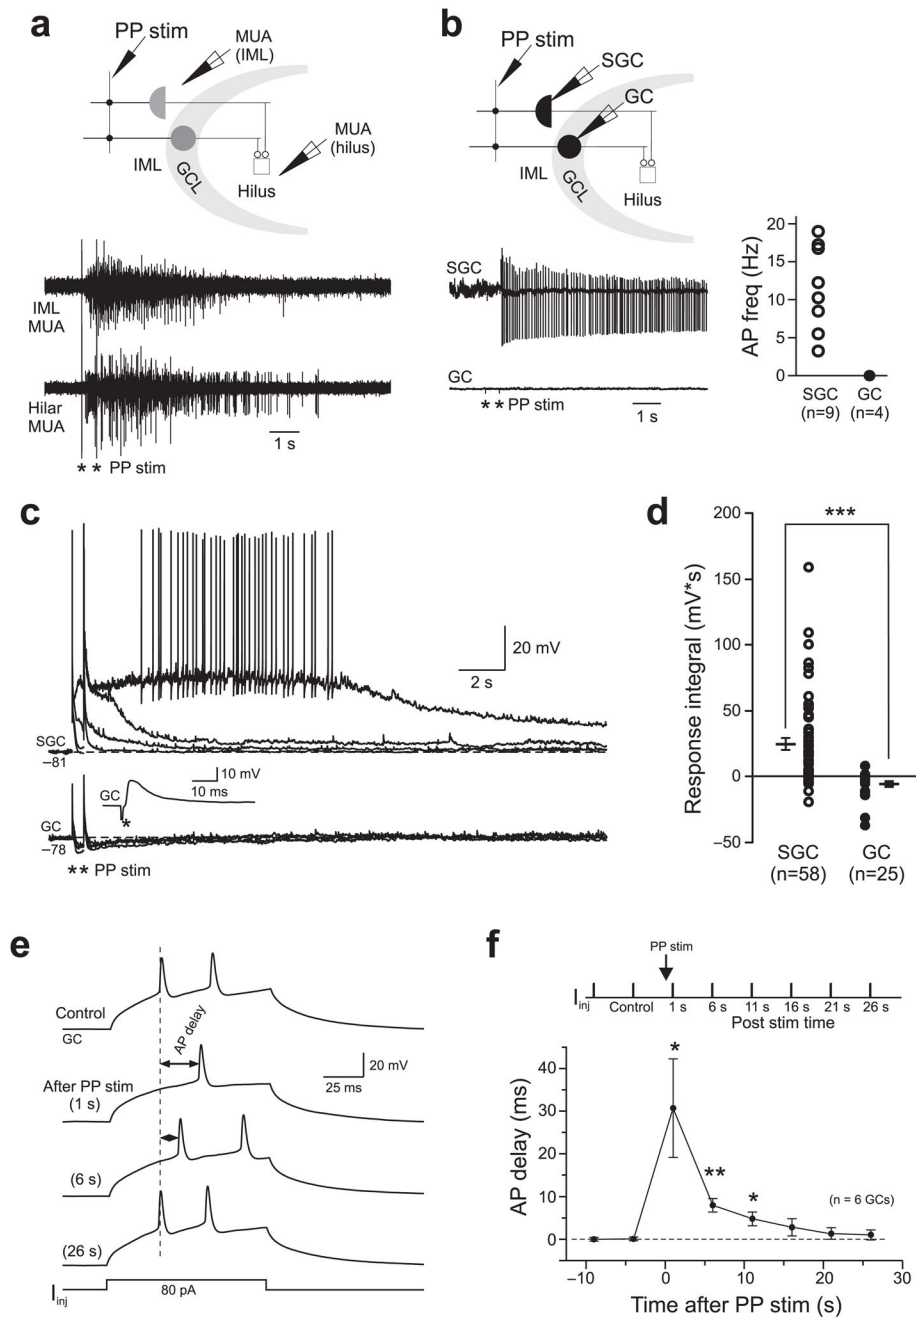 a
PP stim
MUA
(IML)
MUA
(hilus)
IML
GCL
Hilus
IML
MUA
Hilar
MUA
1 s
* * PP stim
b
PP stim
SGC
GC
IML
GCL
Hilus
SGC
GC
** PP stim
1 s
AP freq (Hz)
20
15
10
5
0
SGC
(n=9)
GC
(n=4)
c
20 mV
2 s
SGC
–81
10 mV
10 ms
GC
*
GC
–78
** PP stim
d
***
Response integral (mV*s)
200
150
100
50
0
–50
SGC
(n=58)
GC
(n=25)
e
Control
GC
AP delay
20 mV
25 ms
After PP stim
(1 s)
(6 s)
(26 s)
Iinj
80 pA
f
PP stim
Iinj
Control
1 s
6 s
11 s
16 s
21 s
26 s
Post stim time
AP delay (ms)
40
30
20
10
0
*
**
*
(n = 6 GCs)
–10
0
10
20
30
Time after PP stim (s)